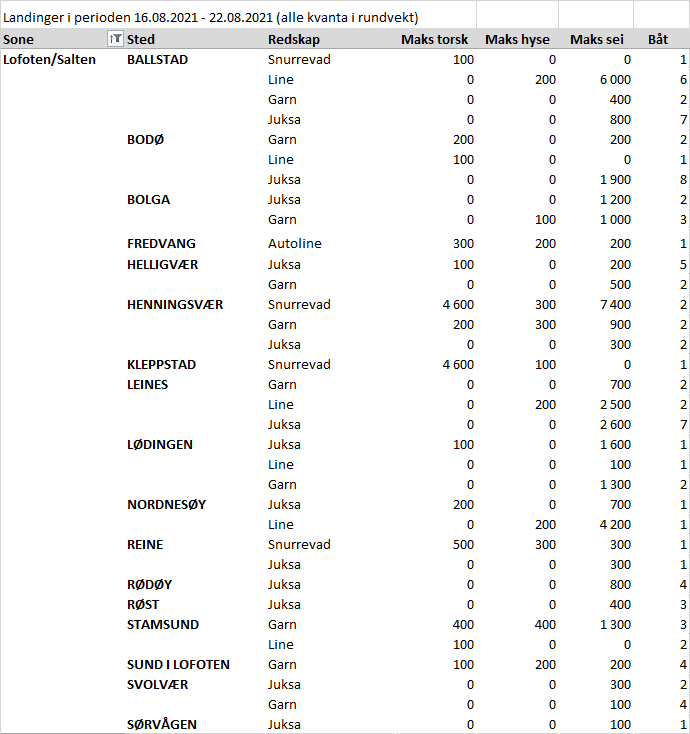 Landinger i perioden 16.08.2021 - 22.08.2021 (alle kvanta i rundvekt)
Sone Sted Redskap Maks torsk Maks hyse Maks sei Båt
Lofoten/Salten BALLSTAD Snurrevad 100 0 0 1
Line 0 200 6 000 6
Garn 0 0 400 2
Juksa 0 0 800 7
BODØ Garn 200 0 200 2
Line 100 0 0 1
Juksa 0 0 1 900 8
BOLGA Juksa 0 0 1 200 2
Garn 0 100 1 000 3
FREDVANG Autoline 300 200 200 1
HELLIGVÆR Juksa 100 0 200 5
Garn 0 0 500 2
HENNINGSVÆR Snurrevad 4 600 300 7 400 2
Garn 200 300 900 2
Juksa 0 0 300 2
KLEPPSTAD Snurrevad 4 600 100 0 1
LEINES Garn 0 0 700 2
Line 0 200 2 500 2
Juksa 0 0 2 600 7
LØDINGEN Juksa 100 0 1 600 1
Line 0 0 100 1
Garn 0 0 1 300 2
NORDNESØY Juksa 200 0 700 1
Line 0 200 4 200 1
REINE Snurrevad 500 300 300 1
Juksa 0 0 300 1
RØDØY Juksa 0 0 800 4
RØST Juksa 0 0 400 3
STAMSUND Garn 400 400 1 300 3
Line 100 0 0 2
SUND I LOFOTEN Garn 100 200 200 4
SVOLVÆR Juksa 0 0 300 2
Garn 0 0 100 4
SØRVÅGEN Juksa 0 0 100 1